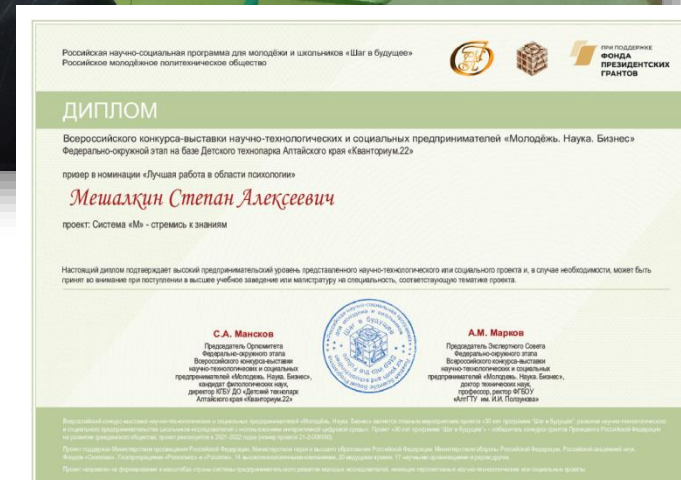 Российская научно-социальная программа для молодёжи и школьников «Шаг в будущее»
Российское молодёжное политехническое общество
ПРИ ПОДДЕРЖКЕ
ФОНДА
ПРЕЗИДЕНТСКИХ
ГРАНТОВ
ДИПЛОМ
Всероссийского конкурса-выставки научно-технологических и социальных предпринимателей «Молодёжь. Наука. Бизнес»
Федерально-окружной этап на базе Детского технопарка Алтайского края «Кванториум.22»
призер в номинации «Лучшая работа в области психологии»
Мешалкин Степан Алексеевич
проект: Система «М» - стремись к знаниям
Настоящий диплом подтверждает высокий предпринимательский уровень представленного научно-технологического или социального проекта и, в случае необходимости, может быть
принят во внимание при поступлении в высшее учебное заведение или магистратуру на специальность, соответствующую тематике проекта.
С.А. Мансков
Председатель Оргкомитета
Федерально-окружного этапа
Всероссийского конкурса-выставки
научно-технологических и социальных
предпринимателей «Молодежь. Наука. Бизнес»,
кандидат филологических наук,
директор КГБУ ДО «Детский технопарк
Алтайского края «Кванториум.22»
Шаг в будущее
А.М. Марков
Председатель Экспертного Совета
Федерально-окружного этапа
Всероссийского конкурса-выставки
научно-технологических и социальных
предпринимателей «Молодежь. Наука. Бизнес»,
доктор технических наук,
профессор, ректор ФГБОУ
«АлтГТУ им. И.И. Ползунова»